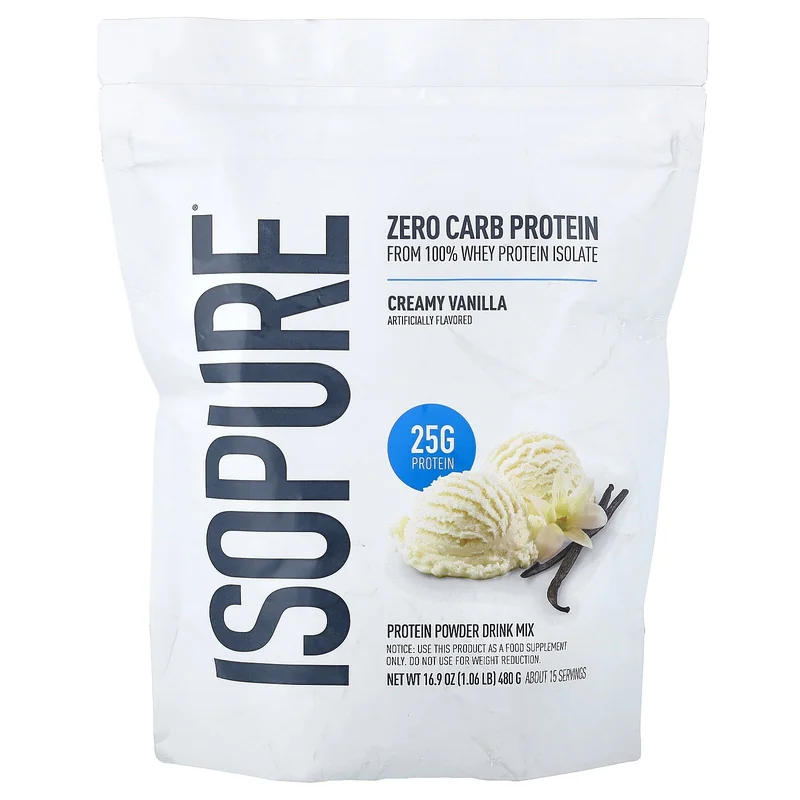 ISOPURE®
ZERO CARB PROTEIN
FROM 100% WHEY PROTEIN ISOLATE
CREAMY VANILLA
ARTIFICIALLY FLAVORED
25G
PROTEIN
PROTEIN POWDER DRINK MIX
NOTICE: USE THIS PRODUCT AS A FOOD SUPPLEMENT
ONLY. DO NOT USE FOR WEIGHT REDUCTION.
NET WT 16.9 OZ (1.06 LB) 480 G ABOUT 15 SERVINGS